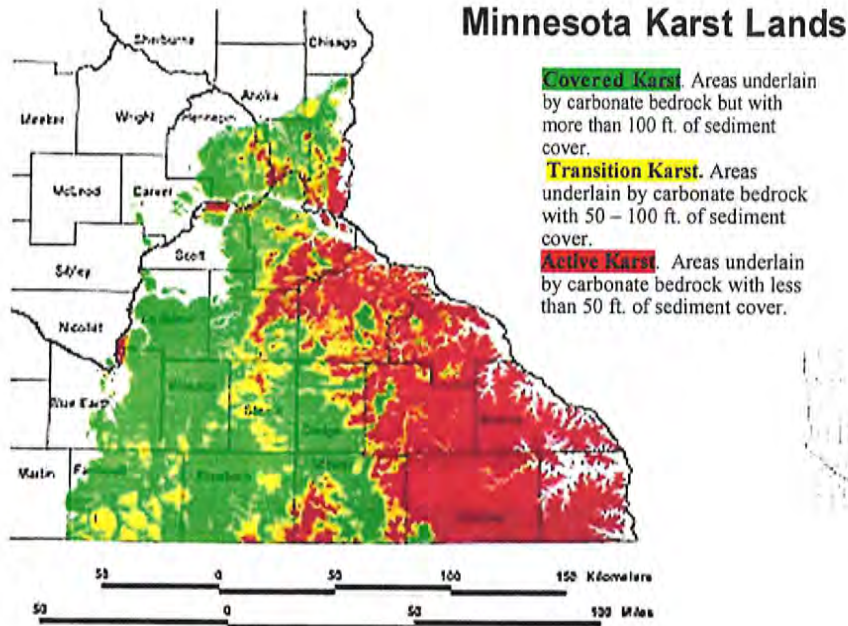 Minnesota Karst Lands
Covered Karst. Areas underlain
by carbonate bedrock but with
more than 100 ft. of sediment
cover.
Transition Karst. Areas
underlain by carbonate bedrock
with 50 – 100 ft. of sediment
cover.
Active Karst. Areas underlain
by carbonate bedrock with less
than 50 ft. of sediment cover.
Sherburne
Chisago
Anoka
Meeker
Wright
Hennepin
McLeod
Carver
Scott
Sibley
Nicollet
Blue Earth
Steele
Dodge
Martin
Freeborn
Mower
50 0 50 100 150 Kilometers
50 0 50 100 Miles